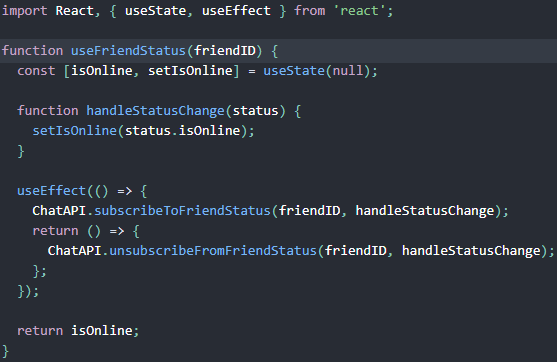 import React, { useState, useEffect } from 'react';
function useFriendStatus(friendID) {
  const [isOnline, setIsOnline] = useState(null);
  function handleStatusChange(status) {
    setIsOnline(status.isOnline);
  }
  useEffect(() => {
    ChatAPI.subscribeToFriendStatus(friendID, handleStatusChange);
    return () => {
      ChatAPI.unsubscribeFromFriendStatus(friendID, handleStatusChange);
    };
  });
  return isOnline;
}